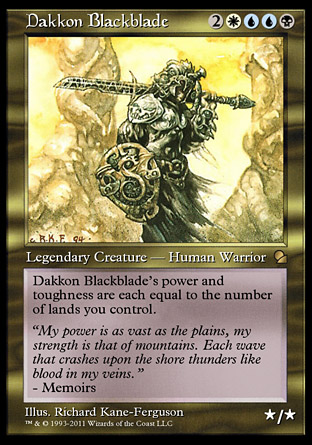 Dakkon Blackblade 2
R.K.F. 94.
Legendary Creature — Human Warrior
Dakkon Blackblade's power and
toughness are each equal to the number
of lands you control.
“My power is as vast as the plains, my
strength is that of mountains. Each wave
that crashes upon the shore thunders like
blood in my veins.”
- Memoirs
Illus. Richard Kane-Ferguson
™ & © 1993-2011 Wizards of the Coast LLC
★/★